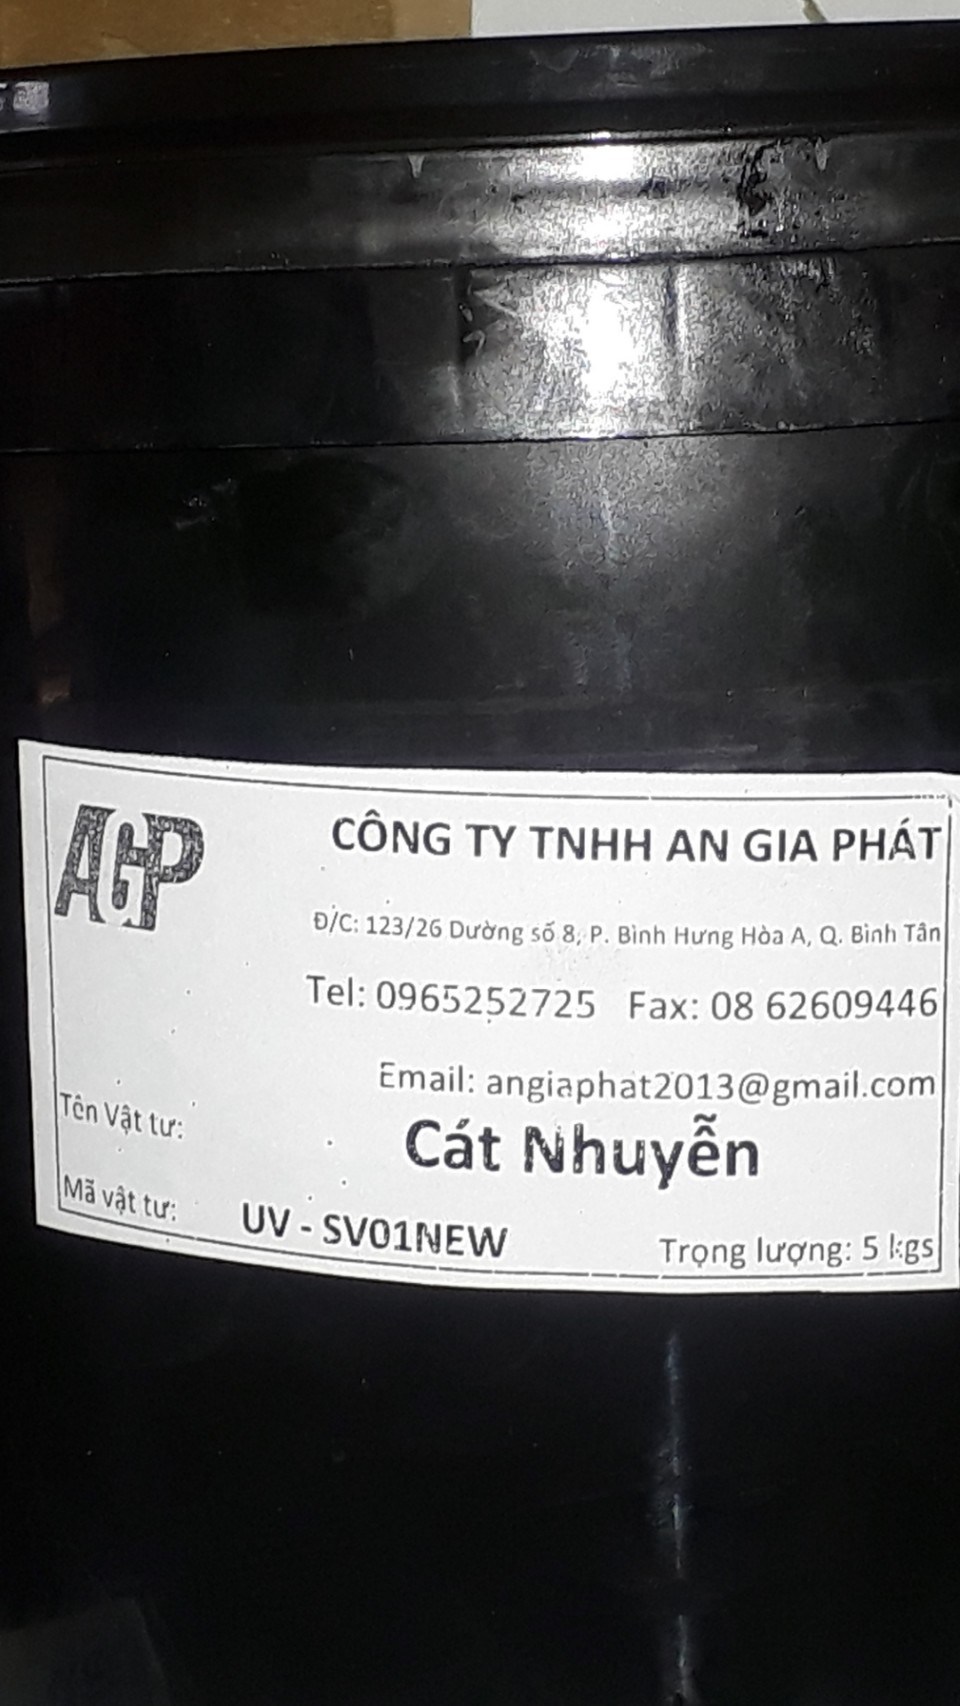 AGP
CÔNG TY TNHH AN GIA PHÁT
Đ/C: 123/26 Dường số 8, P. Bình Hưng Hòa A, Q. Bình Tân
Tel: 0965252725 Fax: 08 62609446
Email: angiaphat2013@gmail.com
Tên Vật tư: Cát Nhuyễn
Mã vật tư: UV - SV01NEW Trọng lượng: 5 kgs